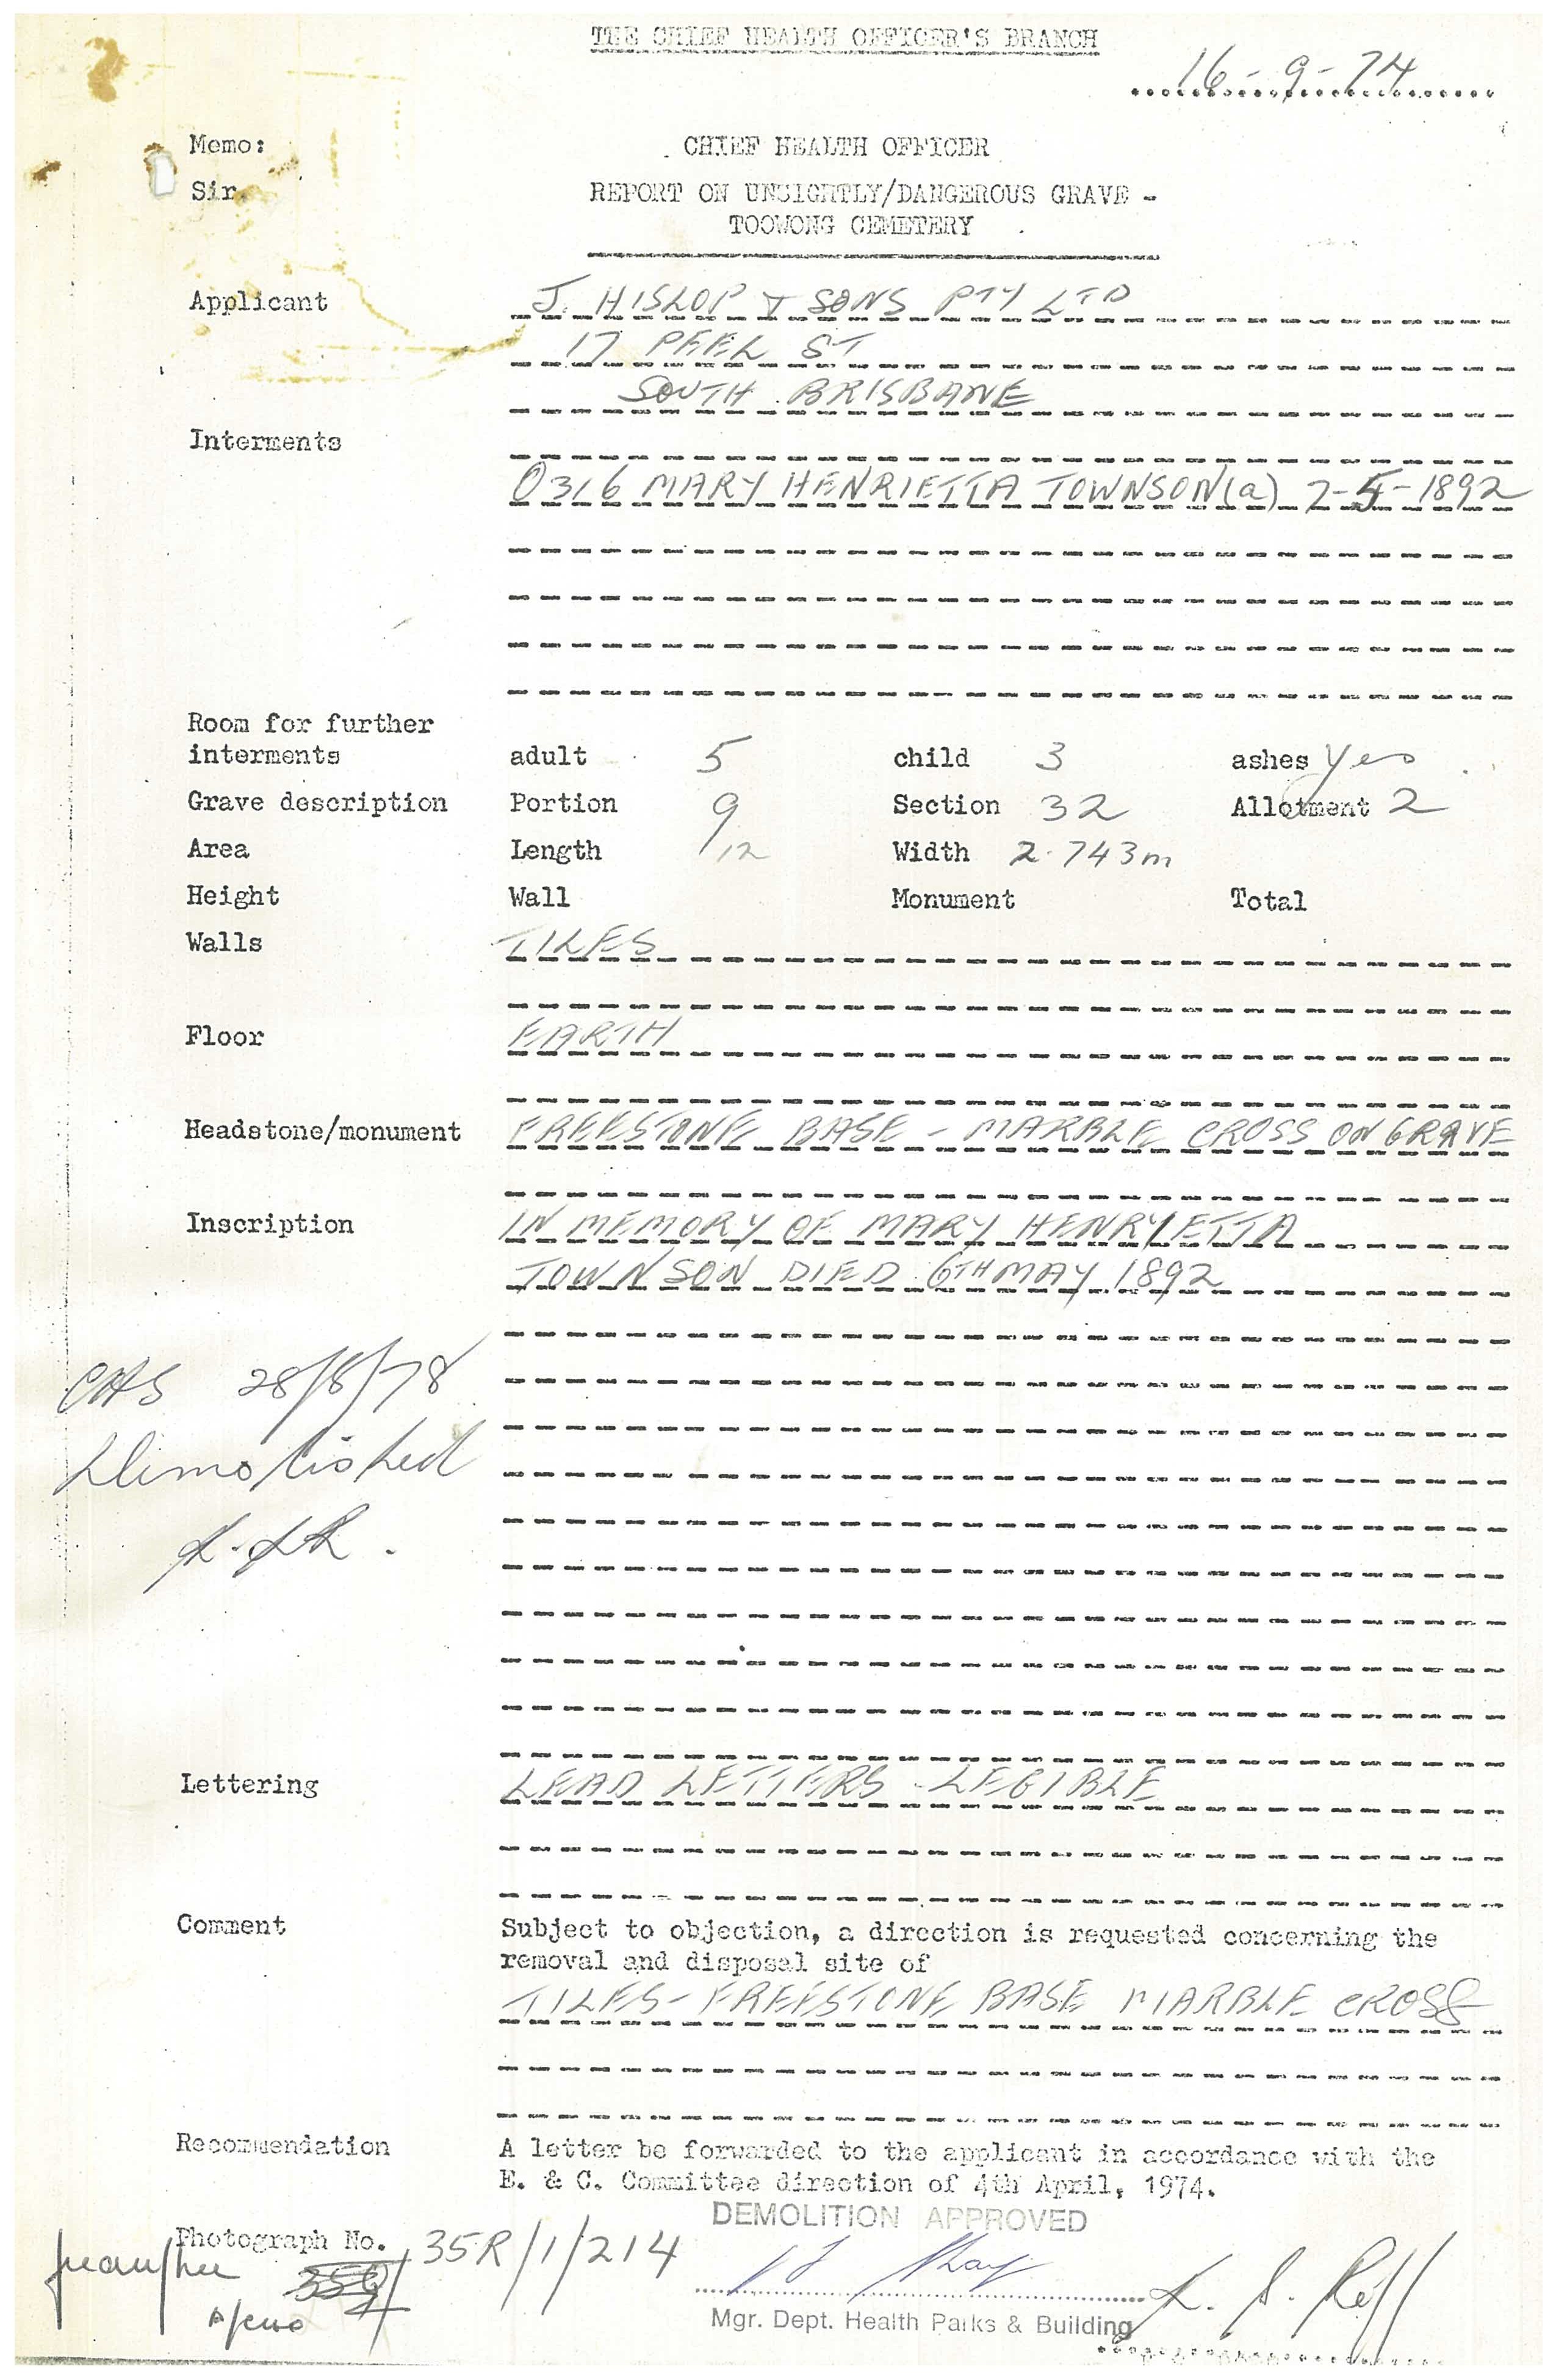 THE CHIEF HEALTH OFFICER'S BRANCH
16-9-74
Memo: CHIEF HEALTH OFFICER
Sir, REPORT ON UNSIGHTLY/DANGEROUS GRAVE -
TOOWONG CEMETERY
Applicant J. HISLOP & SONS PTY LTD
17 PEEL ST
SOUTH BRISBANE
Interments
0316 MARY HENRIETTA TOWNSON(a) 7-5-1892
Room for further
interments adult 5 child 3 ashes yes
Grave description Portion 9 Section 32 Allotment 2
Area Length Width 2.743m
Height Wall Monument Total
Walls TILES
Floor EARTH
Headstone/monument FREESTONE BASE - MARBLE CROSS ON GRAVE
Inscription IN MEMORY OF MARY HENRYETTA
TOWNSON DIED 6TH MAY 1892
CHS 28/8/78
Demolished
Lettering LEAD LETTERS - LEGIBLE
Comment Subject to objection, a direction is requested concerning the
removal and disposal site of
TILES - FREESTONE BASE MARBLE CROSS
Recommendation A letter be forwarded to the applicant in accordance with the
E. & C. Committee direction of 4th April, 1974.
DEMOLITION APPROVED
Photograph No. 35R/1/214
Mgr. Dept. Health Parks & Building